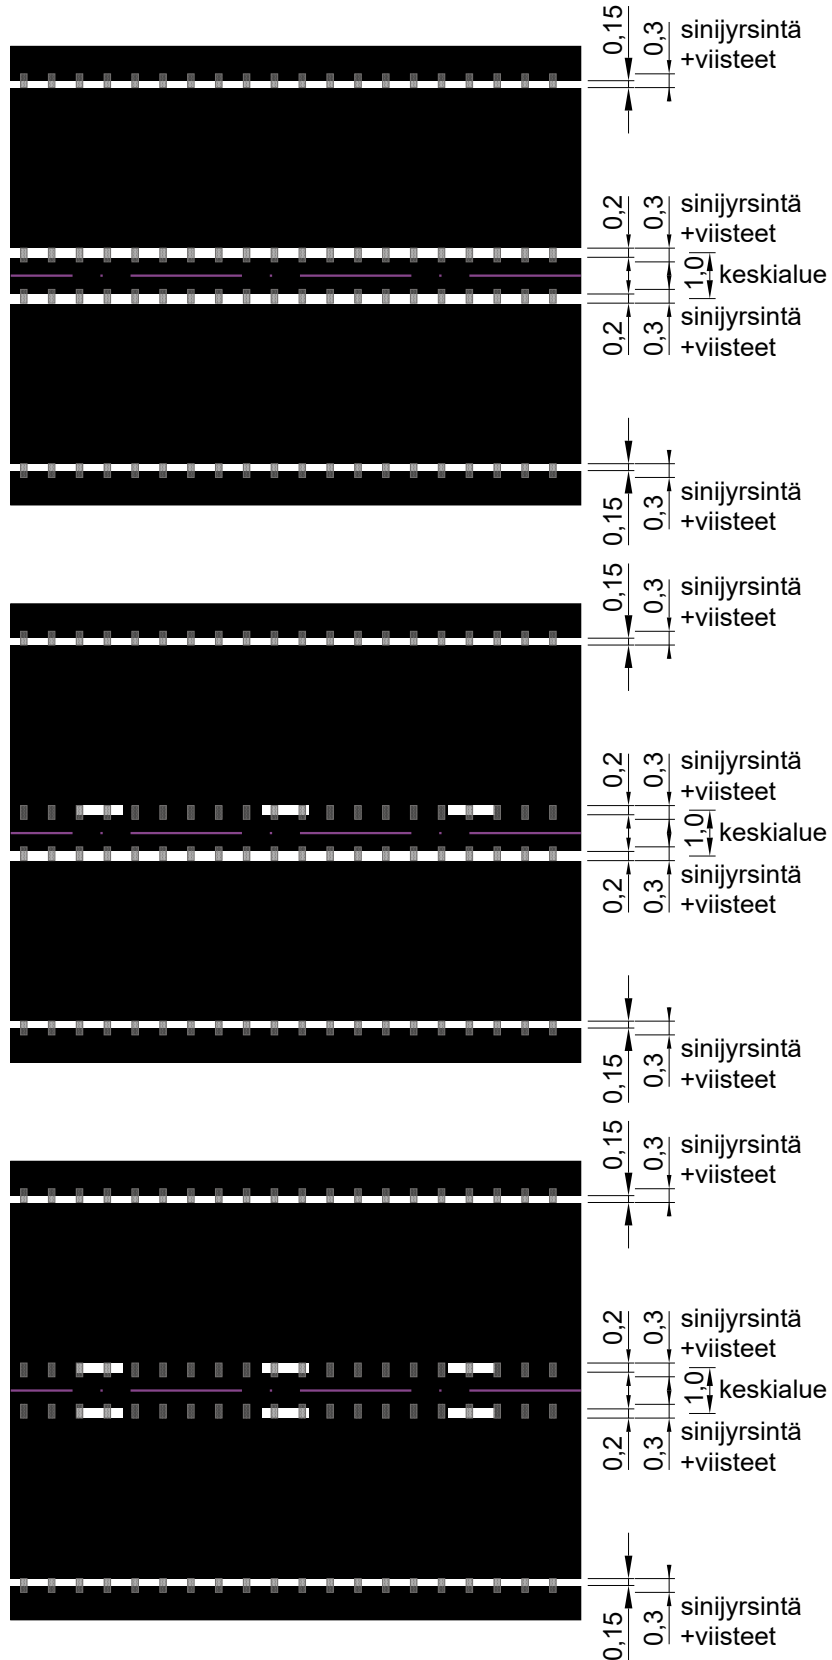 0,15
0,3
sinijyrsintä
+viisteet
0,2
0,3
sinijyrsintä
+viisteet
1,0
keskialue
0,2
0,3
sinijyrsintä
+viisteet
0,15
0,3
sinijyrsintä
+viisteet
0,15
0,3
sinijyrsintä
+viisteet
0,2
0,3
sinijyrsintä
+viisteet
1,0
keskialue
0,2
0,3
sinijyrsintä
+viisteet
0,15
0,3
sinijyrsintä
+viisteet
0,15
0,3
sinijyrsintä
+viisteet
0,2
0,3
sinijyrsintä
+viisteet
1,0
keskialue
0,2
0,3
sinijyrsintä
+viisteet
0,15
0,3
sinijyrsintä
+viisteet